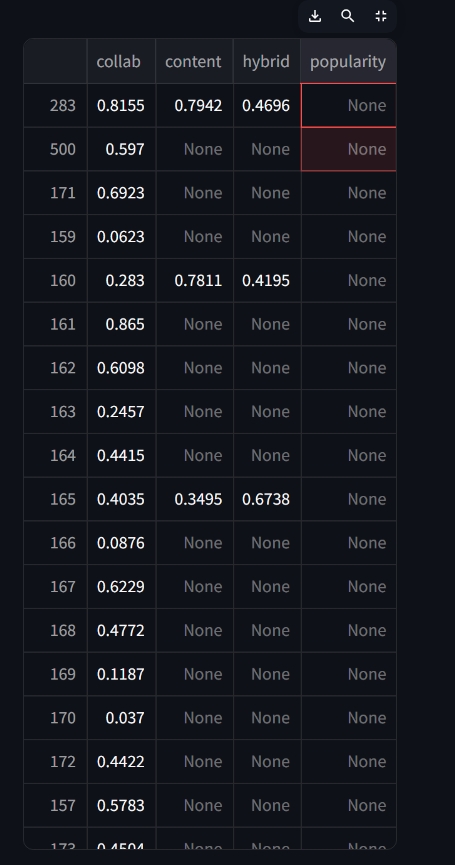 collab content hybrid popularity
283 0.8155 0.7942 0.4696 None
500 0.597 None None None
171 0.6923 None None None
159 0.0623 None None None
160 0.283 0.7811 0.4195 None
161 0.865 None None None
162 0.6098 None None None
163 0.2457 None None None
164 0.4415 None None None
165 0.4035 0.3495 0.6738 None
166 0.0876 None None None
167 0.6229 None None None
168 0.4772 None None None
169 0.1187 None None None
170 0.037 None None None
172 0.4422 None None None
157 0.5783 None None None
173 0.4504 None None None